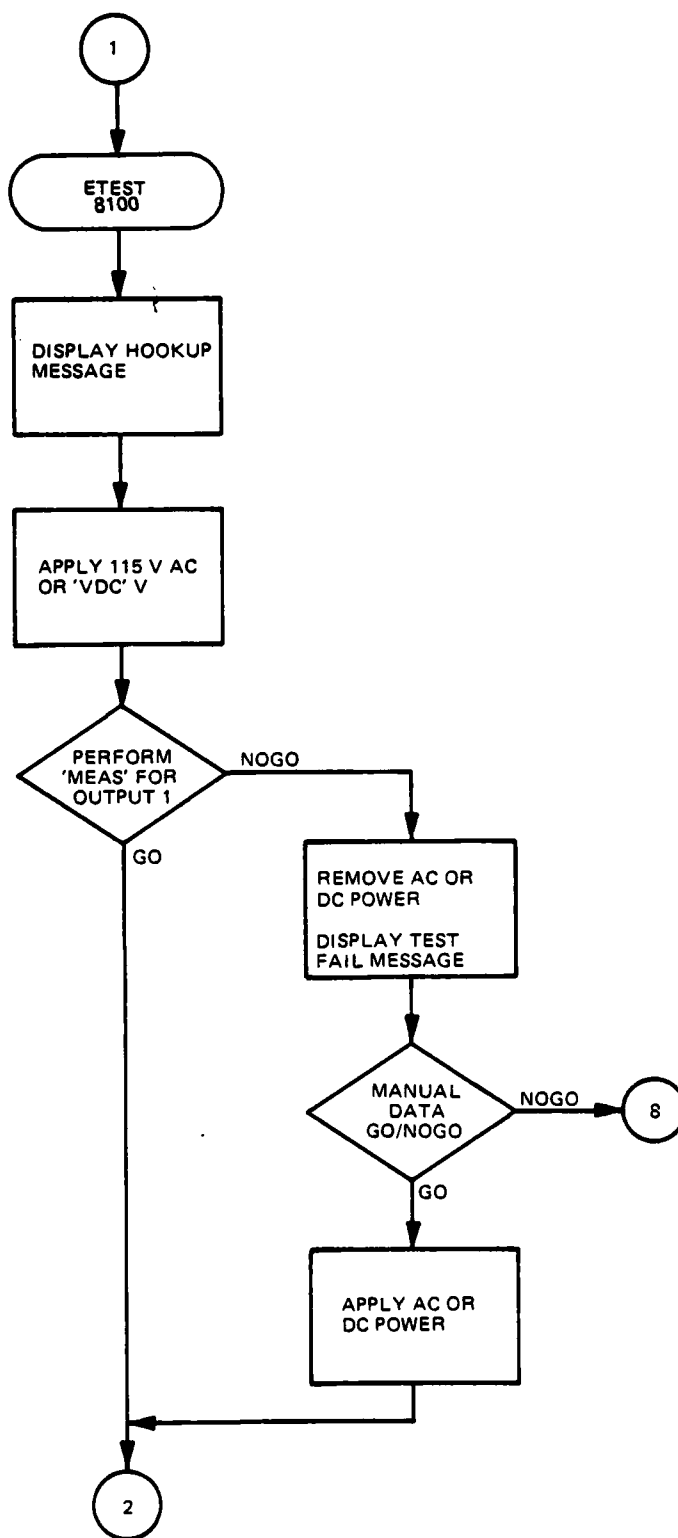 1
ETEST
8100
DISPLAY HOOKUP
MESSAGE
APPLY 115 V AC
OR 'VDC' V
PERFORM
'MEAS' FOR
OUTPUT 1
NOGO
GO
REMOVE AC OR
DC POWER
DISPLAY TEST
FAIL MESSAGE
MANUAL
DATA
GO/NOGO
NOGO
8
GO
APPLY AC OR
DC POWER
2